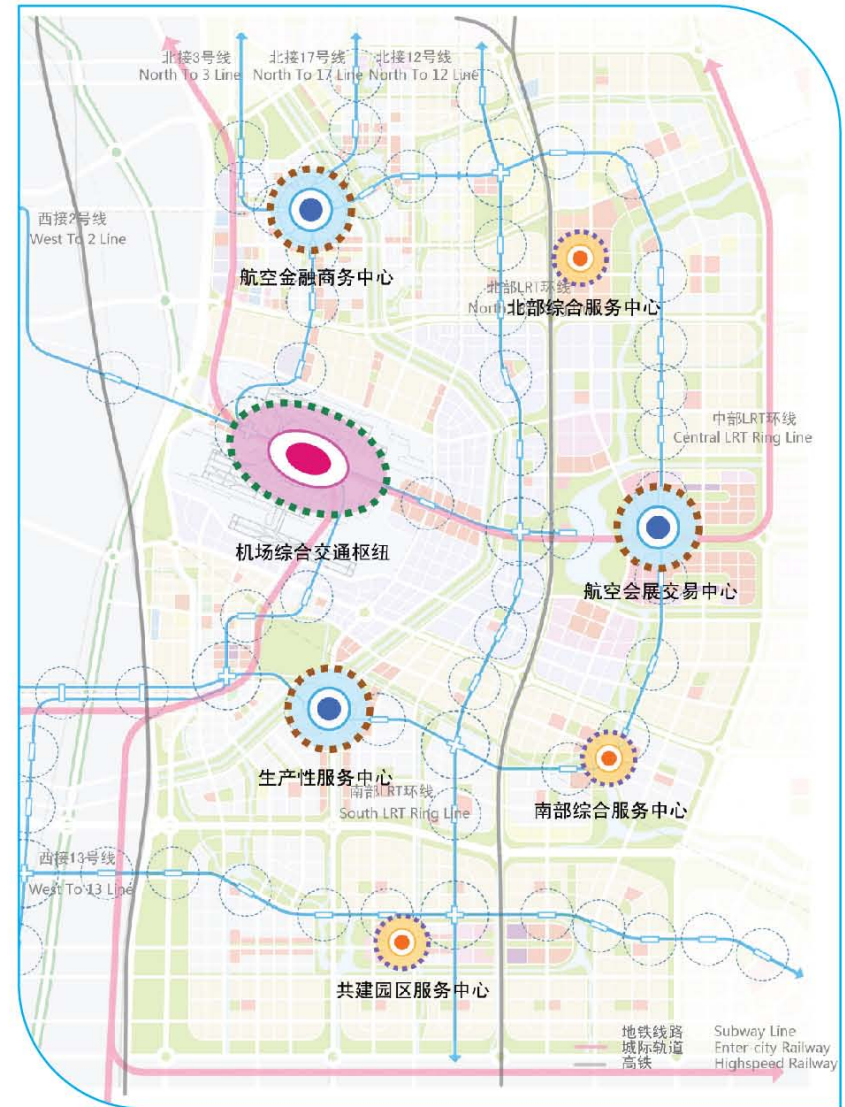 北接3号线
North To 3 Line
北接17号线
North To 17 Line
北接12号线
North To 12 Line
西接2号线
West To 2 Line
航空金融商务中心
北部LRT环线
North
北部综合服务中心
中部LRT环线
Central LRT Ring Line
机场综合交通枢纽
航空会展交易中心
生产性服务中心
南部LRT环线
South LRT Ring Line
南部综合服务中心
西接13号线
West To 13 Line
共建园区服务中心
地铁线路 Subway Line
城际轨道 Enter-city Railway
高铁 Highspeed Railway